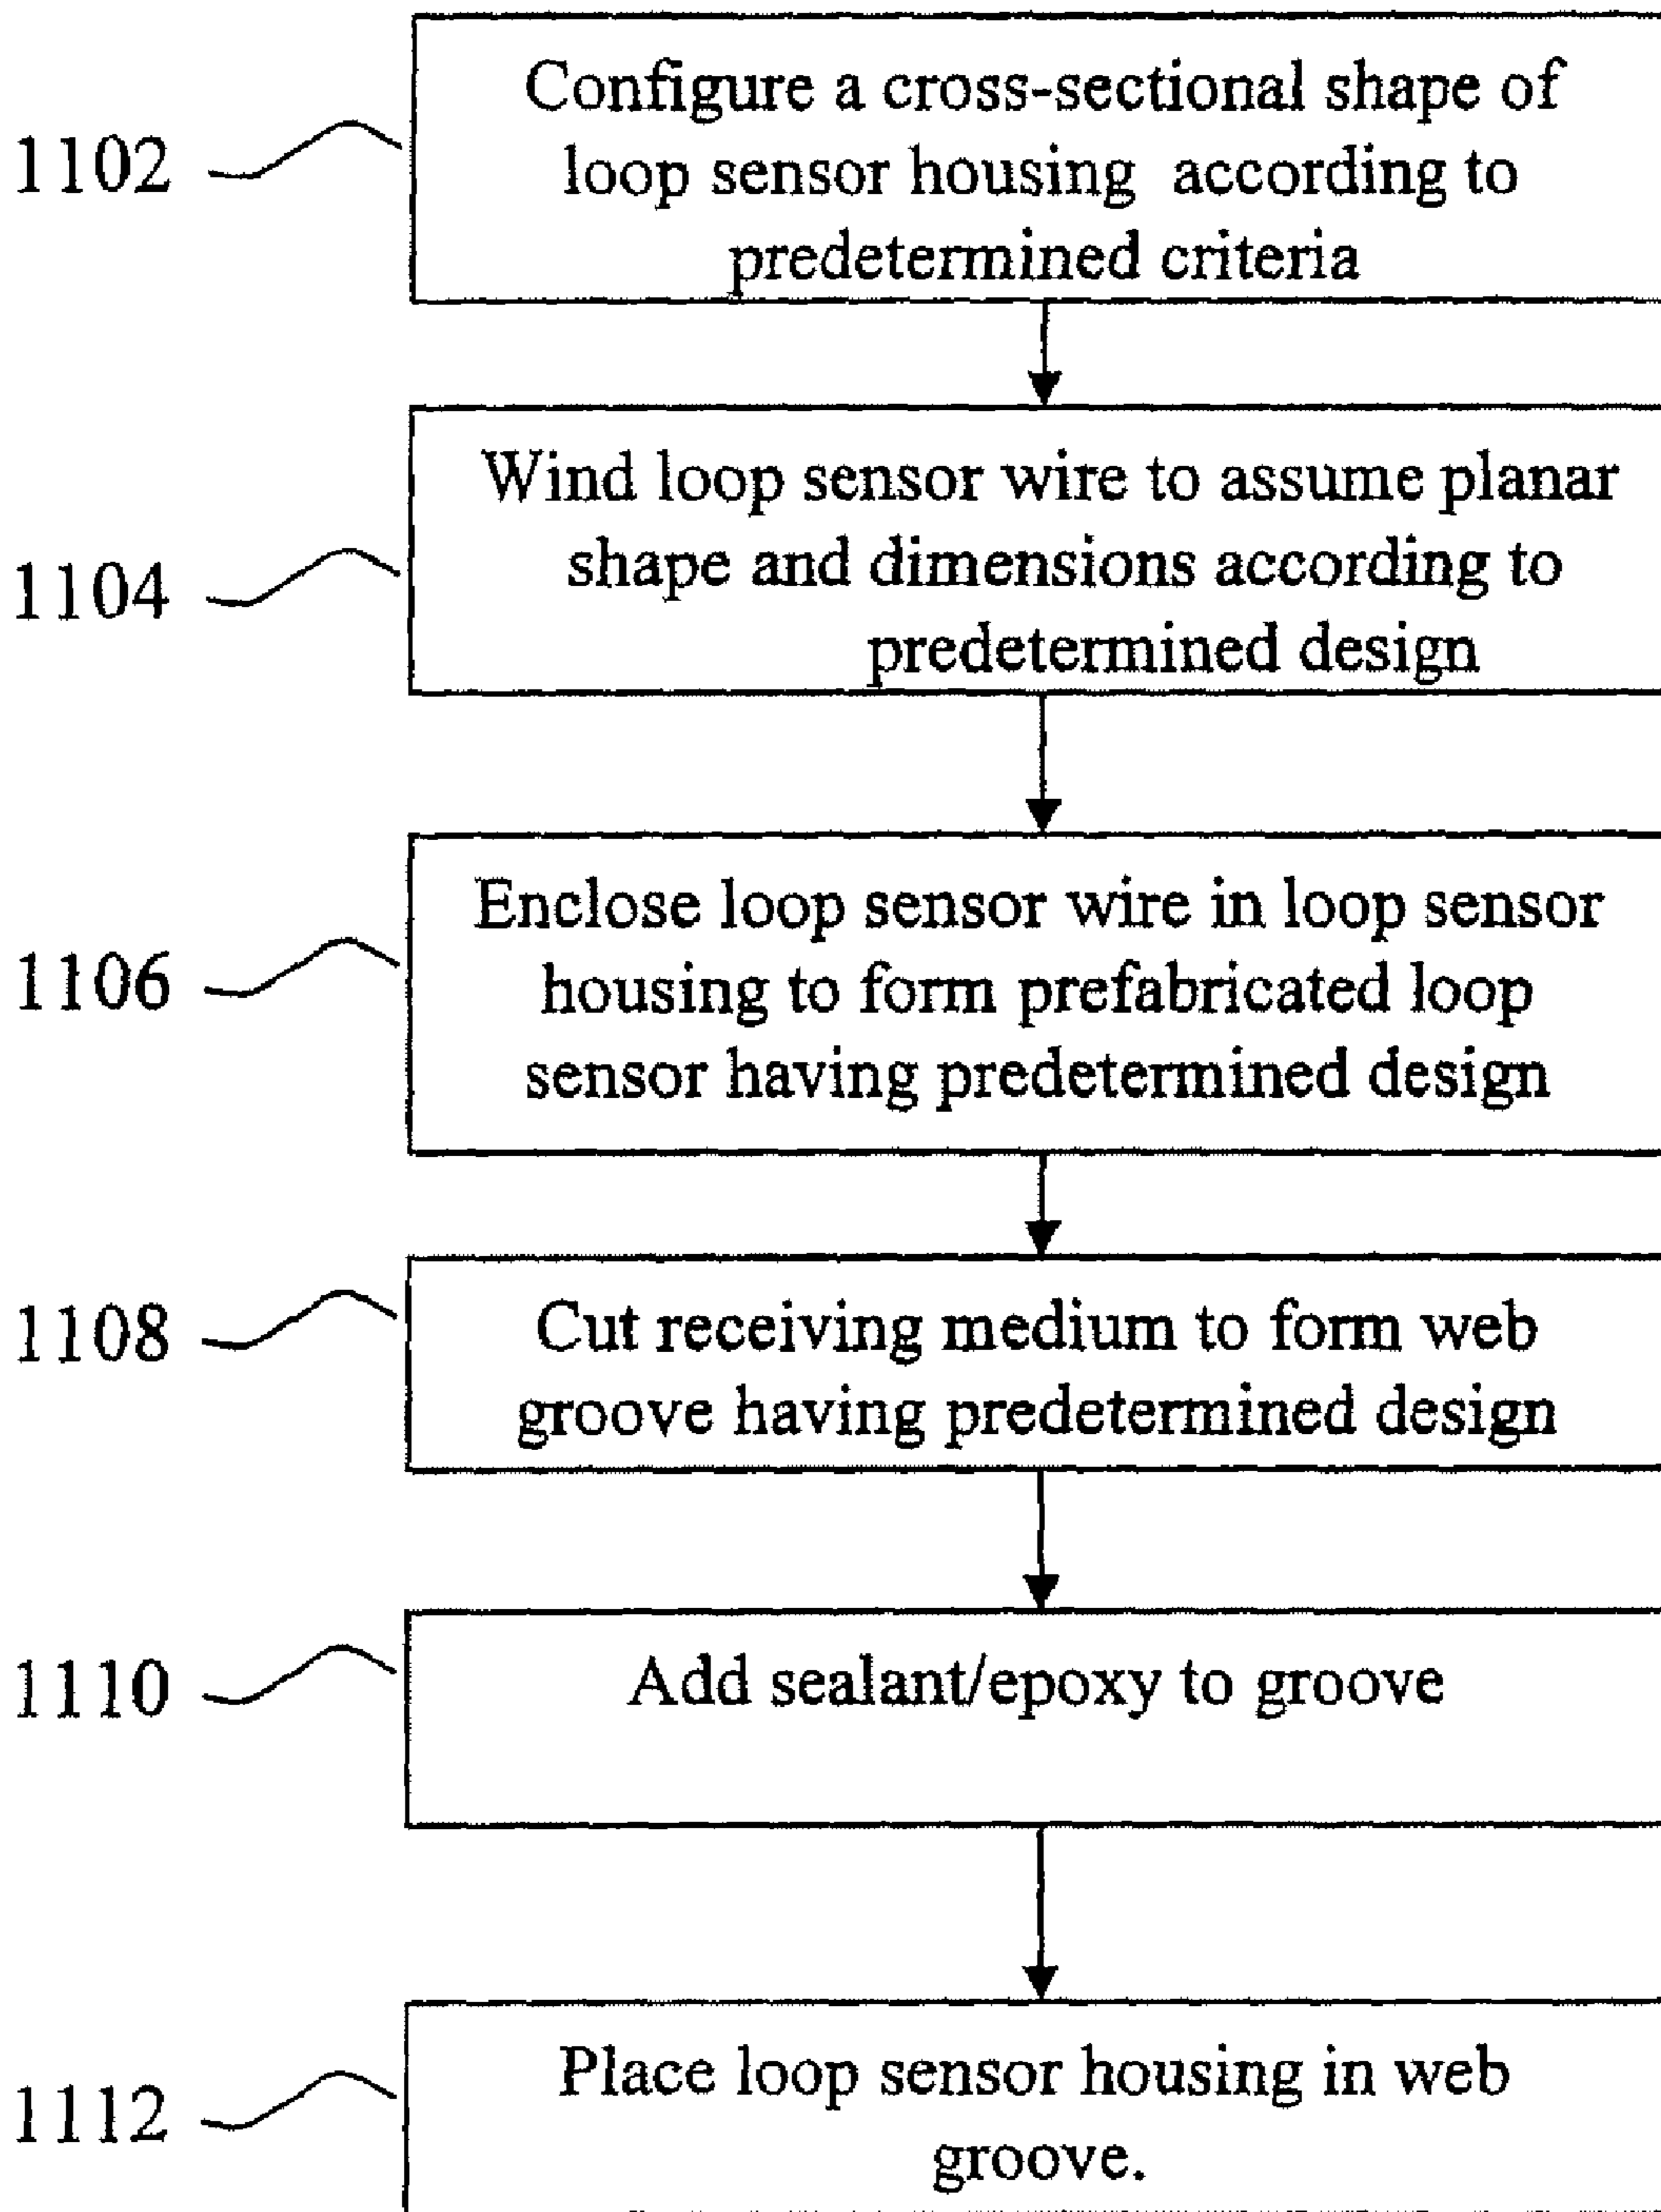 Configure a cross-sectional shape of
1102
loop sensor housing according to
predetermined criteria
Wind loop sensor wire to assume planar
1104
shape and dimensions according to
predetermined design
Enclose loop sensor wire in loop sensor
1106
housing to form prefabricated loop
sensor having predetermined design
1108
Cut receiving medium to form web
groove having predetermined design
1110
Add sealant/epoxy to groove
Place loop sensor housing in web
1112
groove.